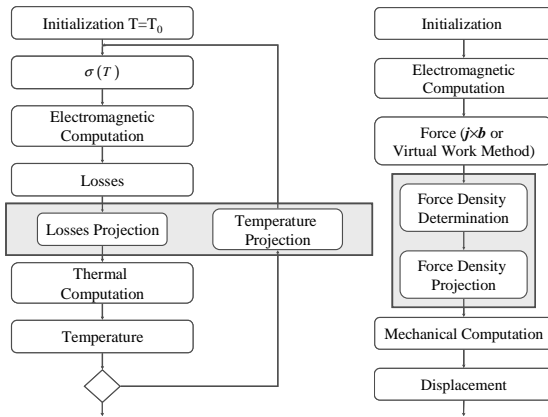 Initialization T=T₀
σ(T)
Electromagnetic
Computation
Losses
Losses Projection
Temperature
Projection
Thermal
Computation
Temperature
Initialization
Electromagnetic
Computation
Force (j×b or
Virtual Work Method)
Force Density
Determination
Force Density
Projection
Mechanical Computation
Displacement